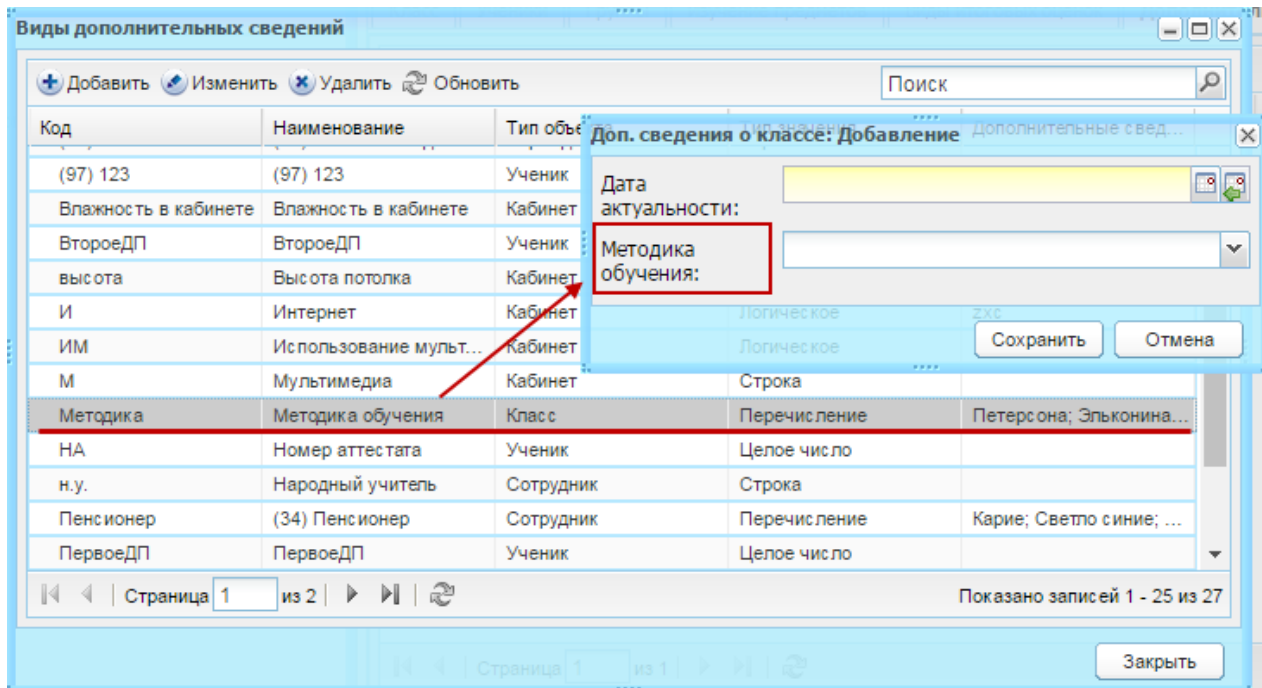 Виды дополнительных сведений
Добавить Изменить Удалить Обновить Поиск
Код Наименование Тип объекта Тип значения Дополнительные свед...
Доп. сведения о классе: Добавление
Дата
актуальности:
Методика
обучения:
Сохранить Отмена
(97) 123 (97) 123 Ученик
Влажность в кабинете Влажность в кабинете Кабинет
ВтороеДП ВтороеДП Ученик
высота Высота потолка Кабинет
И Интернет Кабинет Логическое zxc
ИМ Использование мульт... Кабинет Логическое
М Мультимедиа Кабинет Строка
Методика Методика обучения Класс Перечисление Петерсона; Эльконина...
НА Номер аттестата Ученик Целое число
н.у. Народный учитель Сотрудник Строка
Пенсионер (34) Пенсионер Сотрудник Перечисление Карие; Светло синие; ...
ПервоеДП ПервоеДП Ученик Целое число
Страница 1 из 2 Показано записей 1 - 25 из 27
Страница 1 из 1 Закрыть